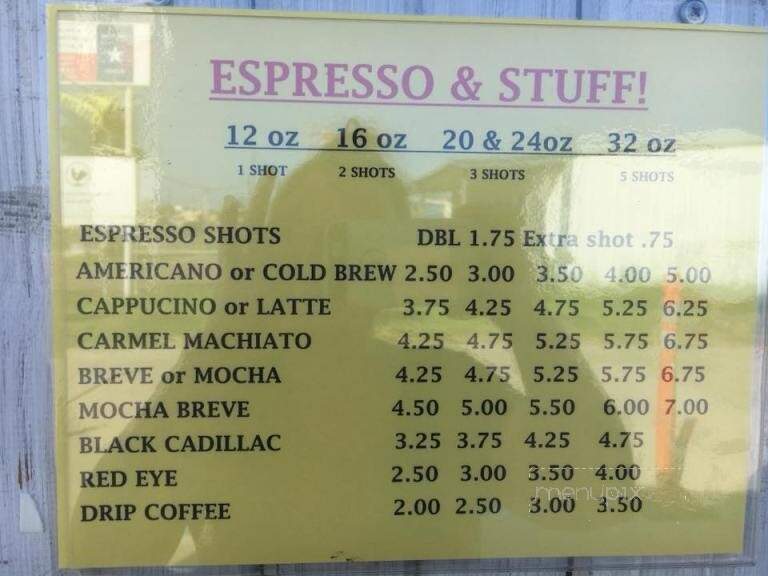 ESPRESSO & STUFF!
12 oz 16 oz 20 & 24oz 32 oz
1 SHOT 2 SHOTS 3 SHOTS 5 SHOTS
ESPRESSO SHOTS DBL 1.75 Extra shot .75
AMERICANO or COLD BREW 2.50 3.00 3.50 4.00 5.00
CAPPUCINO or LATTE 3.75 4.25 4.75 5.25 6.25
CARMEL MACHIATO 4.25 4.75 5.25 5.75 6.75
BREVE or MOCHA 4.25 4.75 5.25 5.75 6.75
MOCHA BREVE 4.50 5.00 5.50 6.00 7.00
BLACK CADILLAC 3.25 3.75 4.25 4.75
RED EYE 2.50 3.00 3.50 4.00
menupix
DRIP COFFEE 2.00 2.50 3.00 3.50